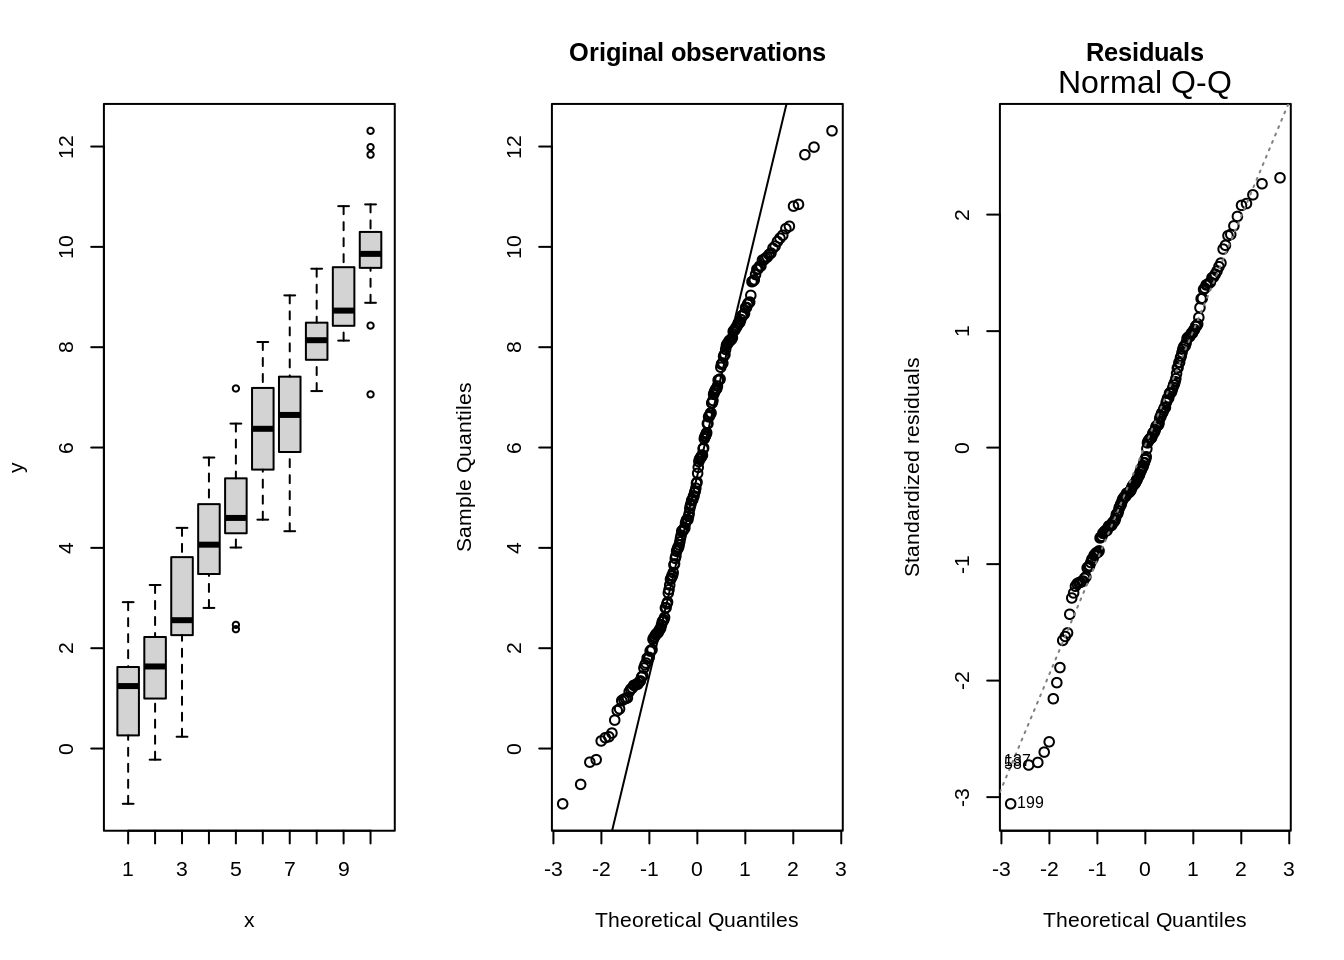 y
12
10
8
6
4
2
0
1 3 5 7 9
x
Original observations
Sample Quantiles
12
10
8
6
4
2
0
-3 -2 -1 0 1 2 3
Theoretical Quantiles
Residuals
Normal Q-Q
Standardized residuals
2
1
0
-1
-2
-3
199
-3 -2 -1 0 1 2 3
Theoretical Quantiles